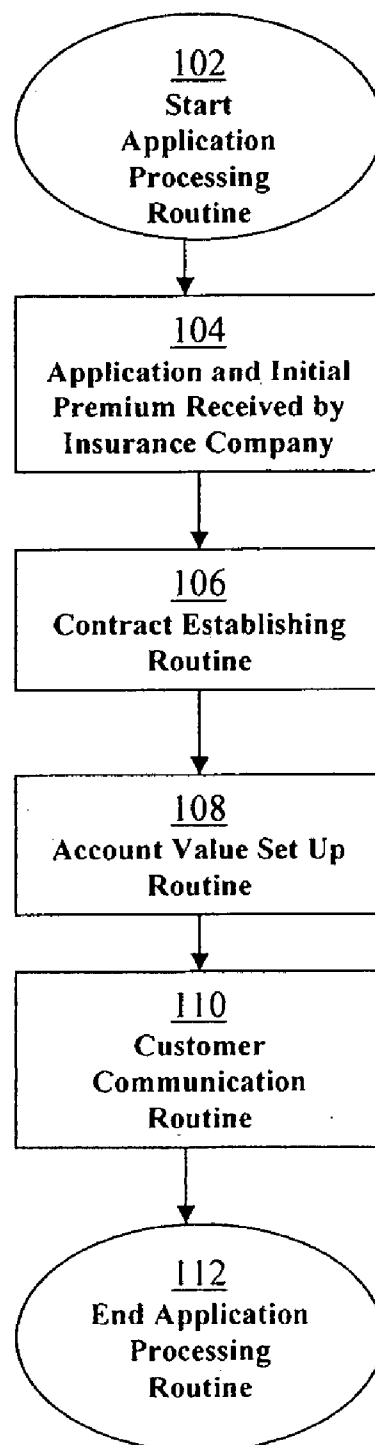 102
Start
Application
Processing
Routine
104
Application and Initial
Premium Received by
Insurance Company
106
Contract Establishing
Routine
108
Account Value Set Up
Routine
110
Customer
Communication
Routine
112
End Application
Processing
Routine